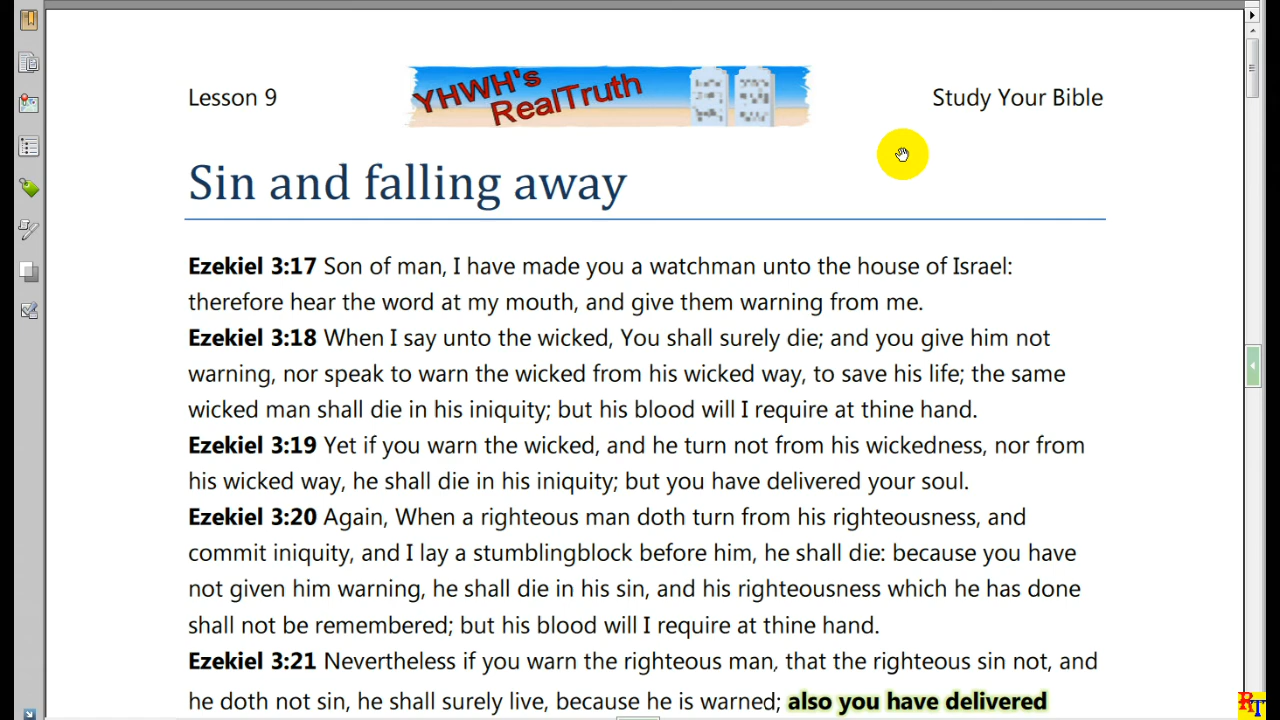 Lesson 9
YHWH's
RealTruth
Study Your Bible
Sin and falling away
Ezekiel 3:17 Son of man, I have made you a watchman unto the house of Israel:
therefore hear the word at my mouth, and give them warning from me.
Ezekiel 3:18 When I say unto the wicked, You shall surely die; and you give him not
warning, nor speak to warn the wicked from his wicked way, to save his life; the same
wicked man shall die in his iniquity; but his blood will I require at thine hand.
Ezekiel 3:19 Yet if you warn the wicked, and he turn not from his wickedness, nor from
his wicked way, he shall die in his iniquity; but you have delivered your soul.
Ezekiel 3:20 Again, When a righteous man doth turn from his righteousness, and
commit iniquity, and I lay a stumblingblock before him, he shall die: because you have
not given him warning, he shall die in his sin, and his righteousness which he has done
shall not be remembered; but his blood will I require at thine hand.
Ezekiel 3:21 Nevertheless if you warn the righteous man, that the righteous sin not, and
he doth not sin, he shall surely live, because he is warned; also you have delivered
RT